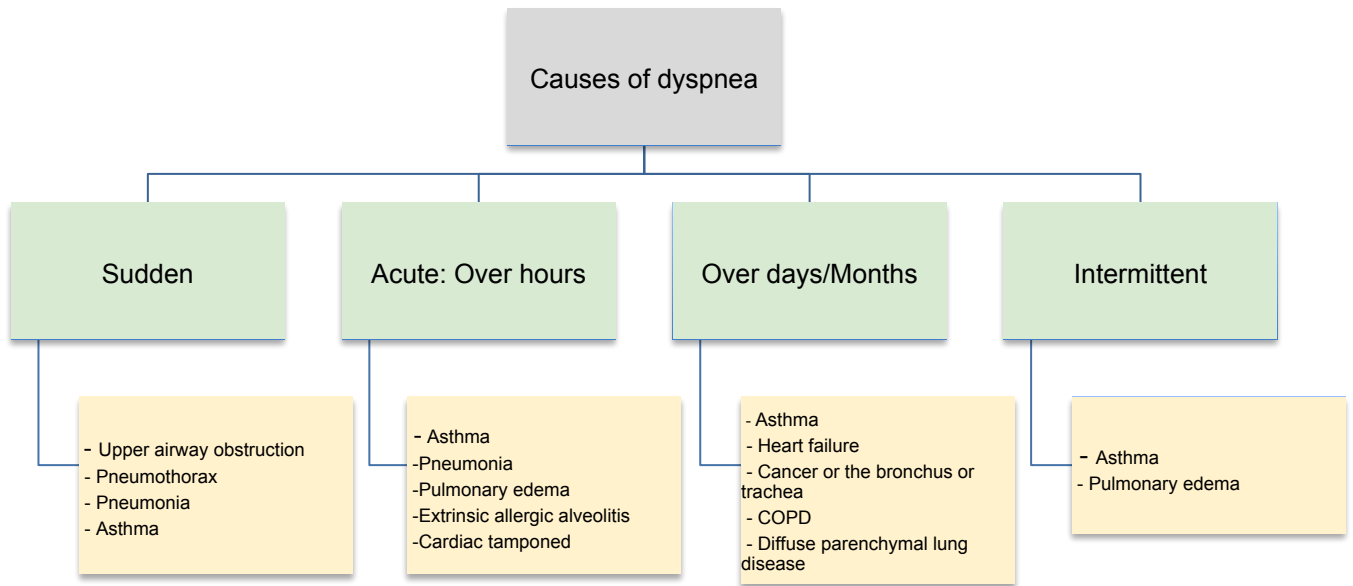 Causes of dyspnea
Sudden
Acute: Over hours
Over days/Months
Intermittent
- Upper airway obstruction
- Pneumothorax
- Pneumonia
- Asthma
- Asthma
-Pneumonia
-Pulmonary edema
-Extrinsic allergic alveolitis
-Cardiac tamponed
- Asthma
- Heart failure
- Cancer or the bronchus or
trachea
- COPD
- Diffuse parenchymal lung
disease
- Asthma
- Pulmonary edema